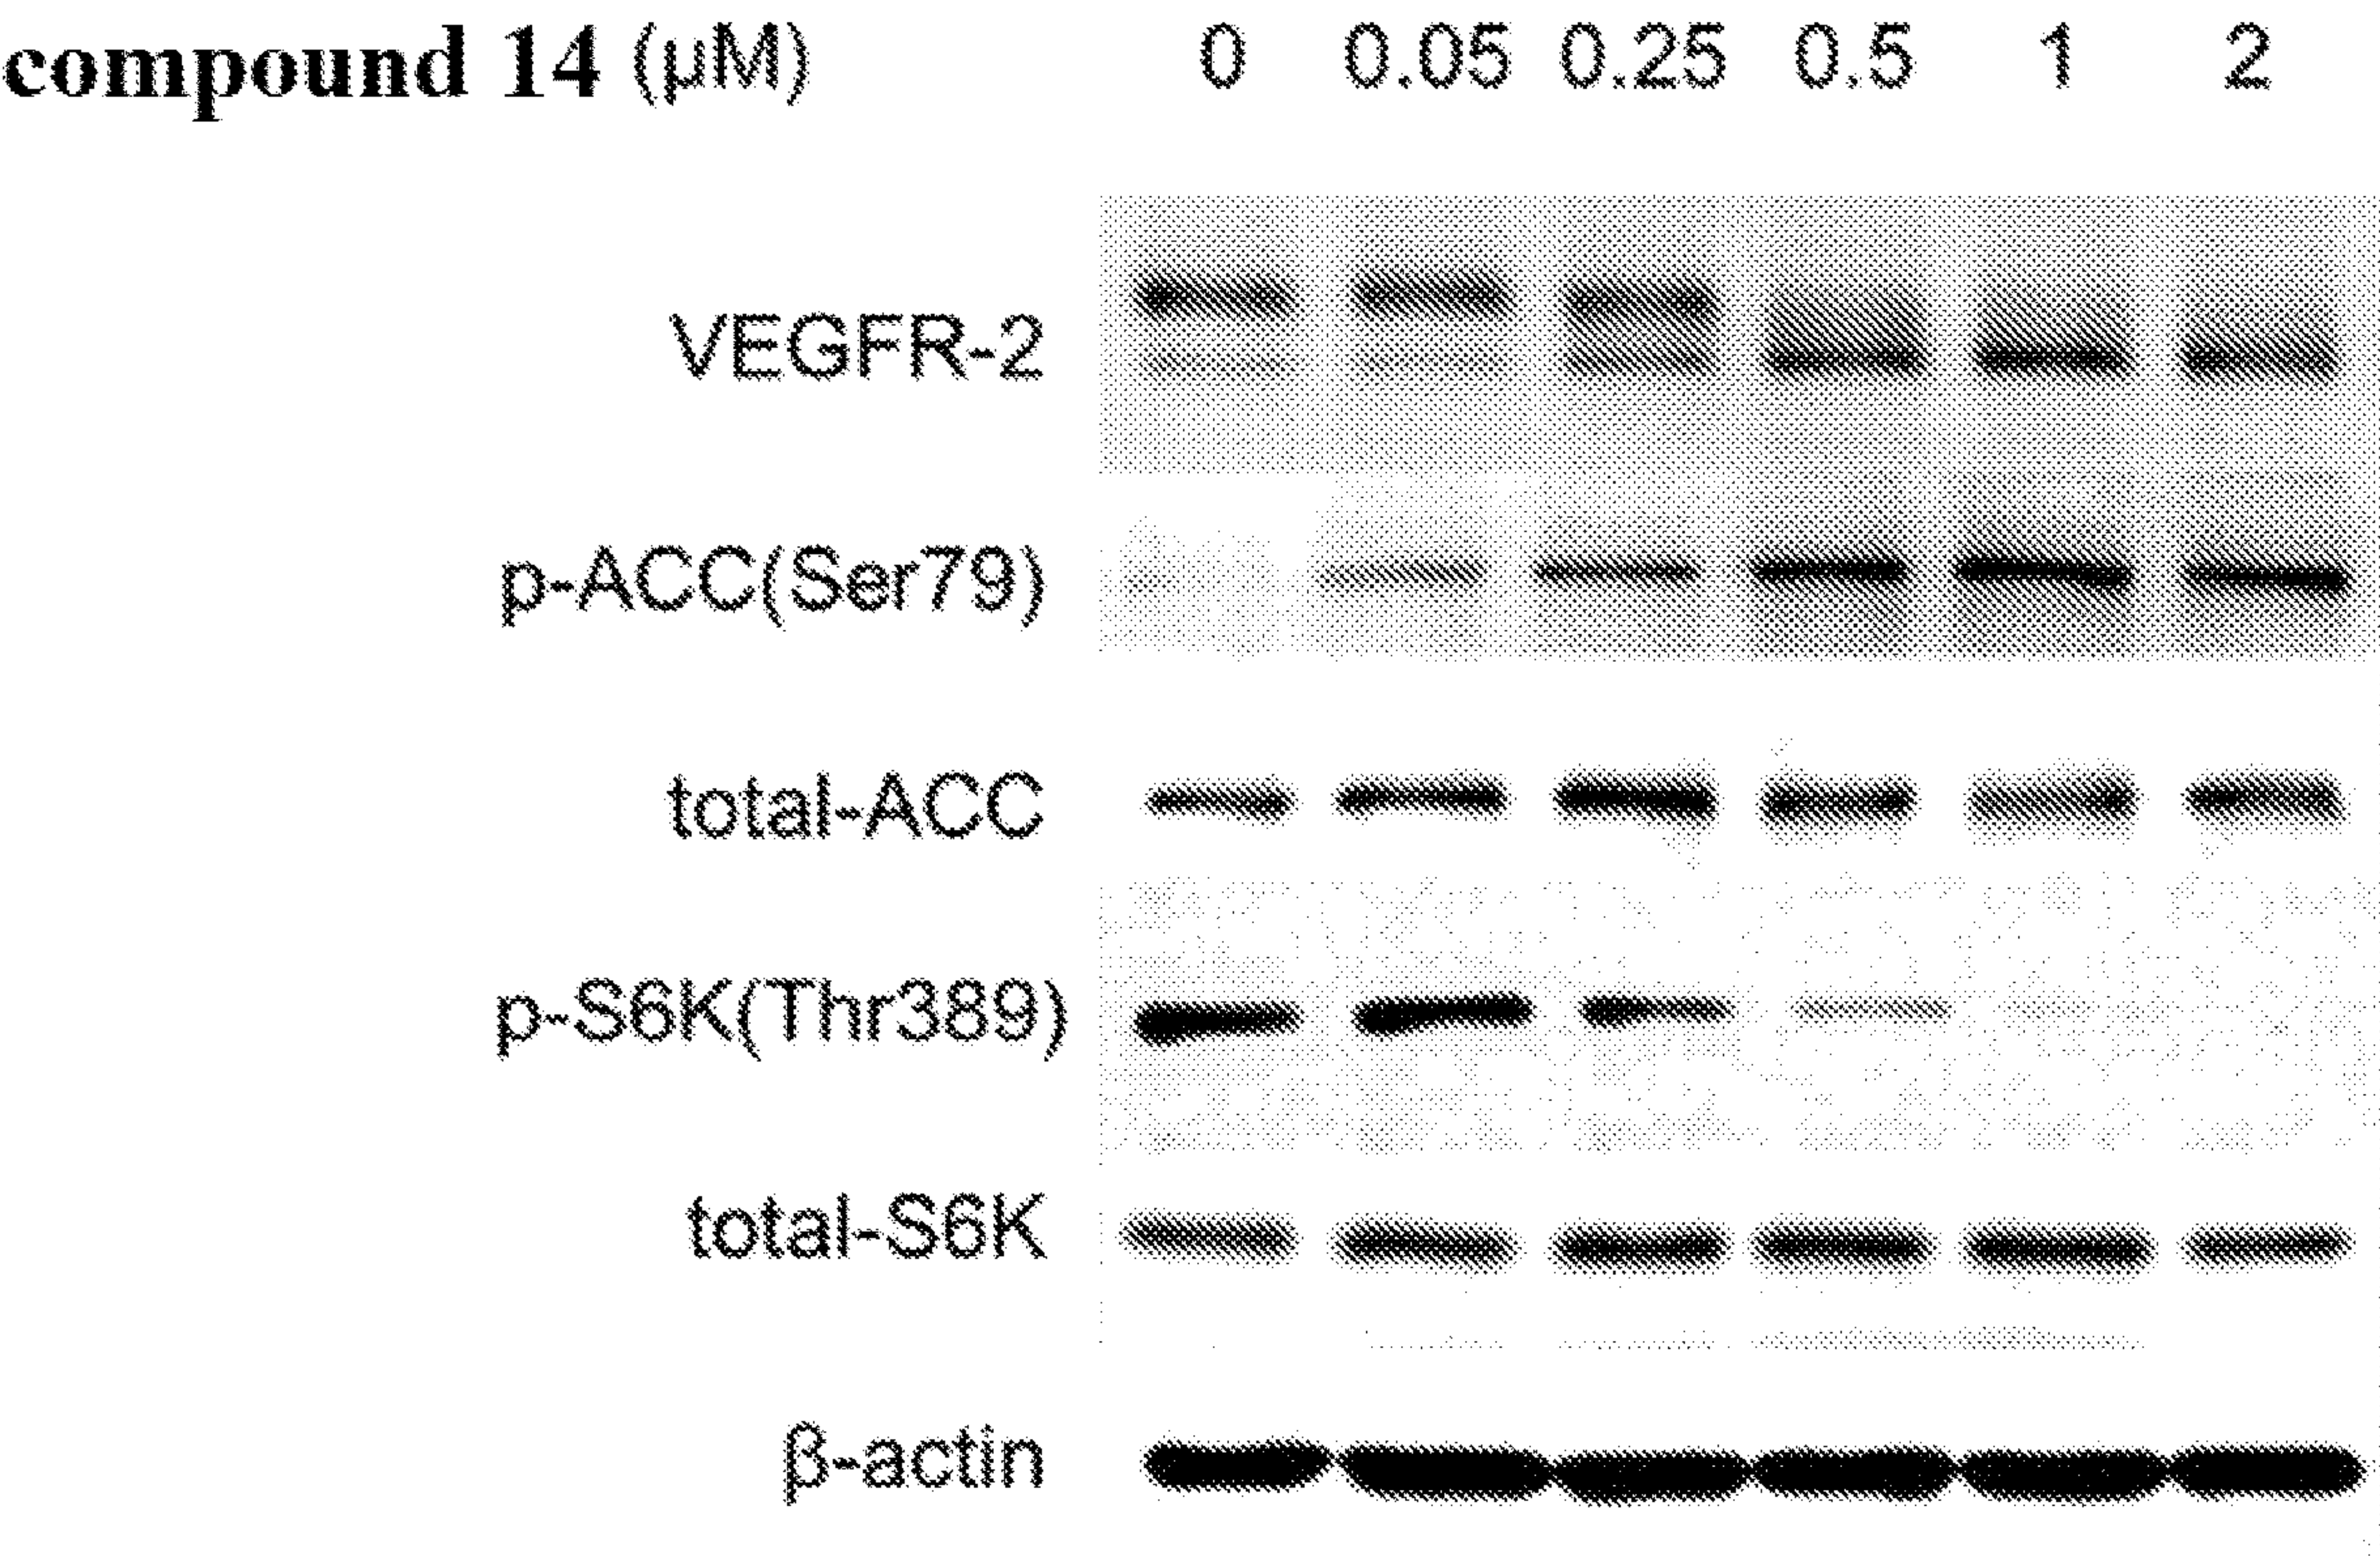 compound 14 (µM) 0 0.05 0.25 0.5 1 2
VEGFR-2
p-ACC(Ser79)
total-ACC
p-S6K(Thr389)
total-S6K
β-actin